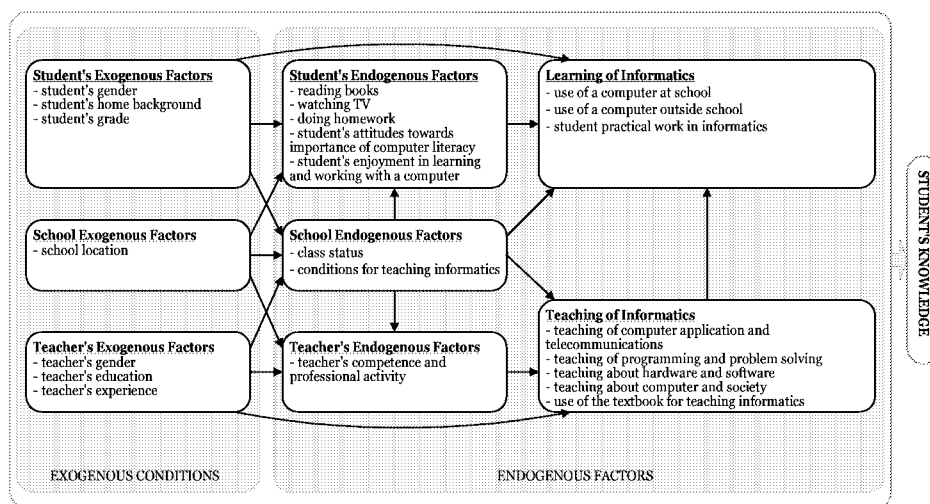 Student's Exogenous Factors
- student's gender
- student's home background
- student's grade
Student's Endogenous Factors
- reading books
- watching TV
- doing homework
- student's attitudes towards
importance of computer literacy
- student's enjoyment in learning
and working with a computer
Learning of Informatics
- use of a computer at school
- use of a computer outside school
- student practical work in informatics
School Exogenous Factors
- school location
School Endogenous Factors
- class status
- conditions for teaching informatics
Teacher's Exogenous Factors
- teacher's gender
- teacher's education
- teacher's experience
Teacher's Endogenous Factors
- teacher's competence and
professional activity
Teaching of Informatics
- teaching of computer application and
telecommunications
- teaching of programming and problem solving
- teaching about hardware and software
- teaching about computer and society
- use of the textbook for teaching informatics
EXOGENOUS CONDITIONS
ENDOGENOUS FACTORS
STUDENT'S KNOWLEDGE